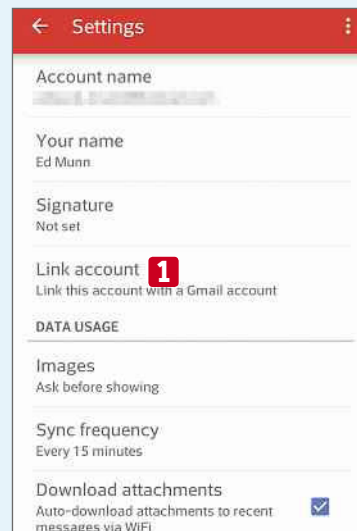 Settings
Account name
Your name
Ed Munn
Signature
Not set
Link account 1
Link this account with a Gmail account
DATA USAGE
Images
Ask before showing
Sync frequency
Every 15 minutes
Download attachments
Auto-download attachments to recent
messages via WiFi